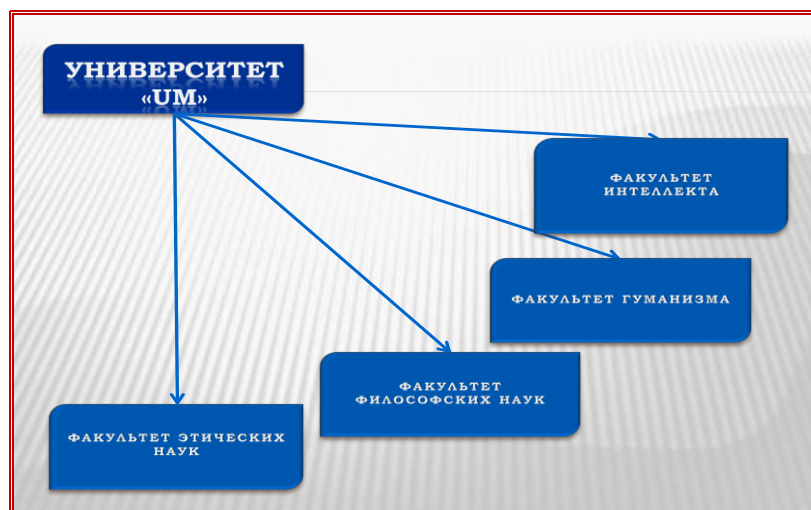 УНИВЕРСИТЕТ
«UM»
ФАКУЛЬТЕТ
ИНТЕЛЛЕКТА
ФАКУЛЬТЕТ ГУМАНИЗМА
ФАКУЛЬТЕТ
ФИЛОСОФСКИХ НАУК
ФАКУЛЬТЕТ ЭТИЧЕСКИХ
НАУК